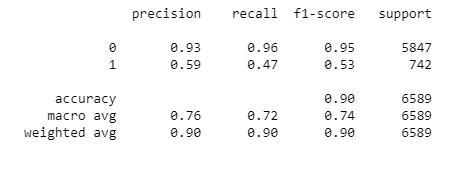 precision recall f1-score support
0 0.93 0.96 0.95 5847
1 0.59 0.47 0.53 742
accuracy 0.90 6589
macro avg 0.76 0.72 0.74 6589
weighted avg 0.90 0.90 0.90 6589